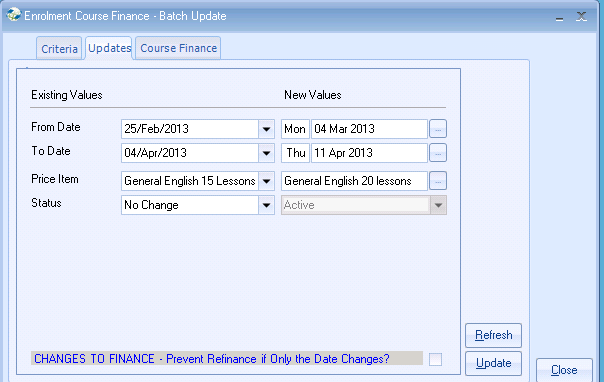 Enrolment Course Finance - Batch Update
Criteria Updates Course Finance
Existing Values New Values
From Date 25/Feb/2013 Mon 04 Mar 2013 ...
To Date 04/Apr/2013 Thu 11 Apr 2013 ...
Price Item General English 15 Lessons General English 20 lessons ...
Status No Change Active
CHANGES TO FINANCE - Prevent Refinance if Only the Date Changes?
Refresh
Update
Close